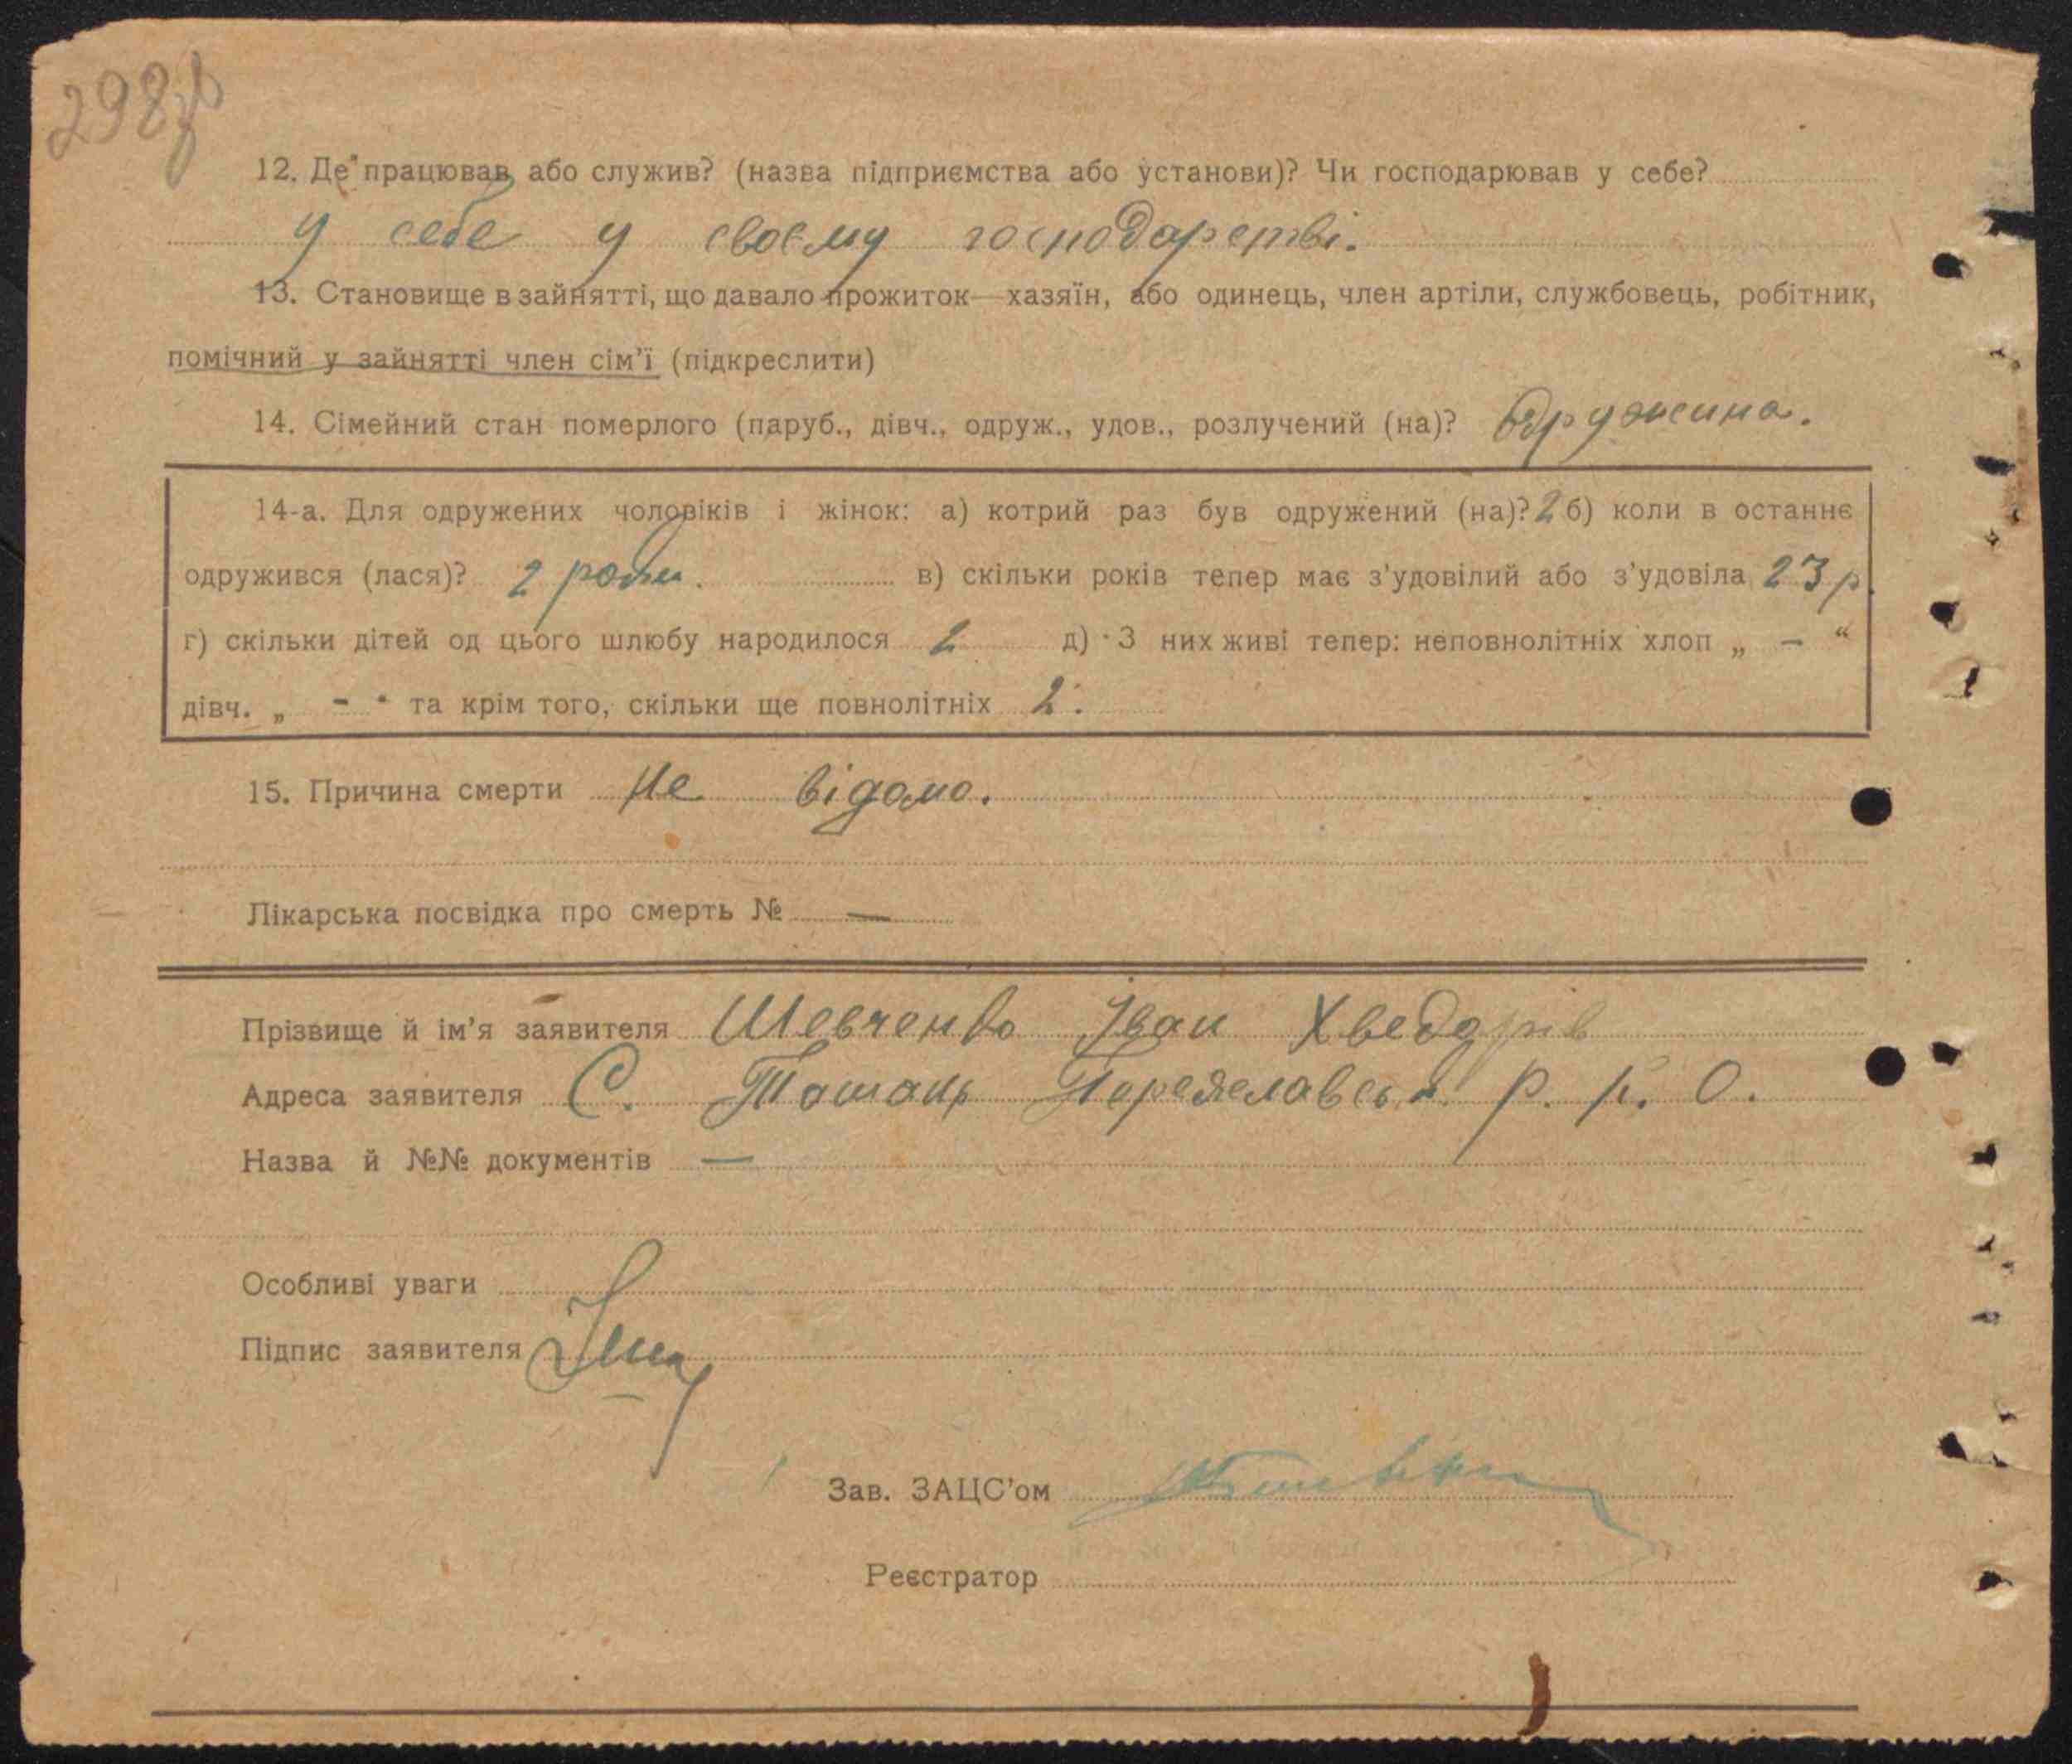 298
12. Де працював або служив? (назва підприємства або установи)? Чи господарював у себе?
у себе у своєму господарстві.
13. Становище в зайнятті, що давало прожиток—хазяїн, або одинець, член артіли, службовець, робітник,
помічний у зайнятті член сім'ї (підкреслити)
14. Сімейний стан померлого (паруб., дівч., одруж., удов., розлучений (на)? одружина.
14-а. Для одружених чоловіків і жінок: а) котрий раз був одружений (на)? 2 б) коли в останнє
одружився (лася)? 2 роки. в) скільки років тепер має з'удовілий або з'удовіла 23 р.
г) скільки дітей од цього шлюбу народилося 2 д) З них живі тепер: неповнолітніх хлоп „ – “
дівч. „ – " та крім того, скільки ще повнолітніх 2.
15. Причина смерти не відомо.
Лікарська посвідка про смерть № —
Прізвище й ім'я заявителя Шевченко Іван Хведорів
Адреса заявителя С. Ташань Переяславськ. р. К. О.
Назва й №№ документів —
Особливі уваги
Підпис заявителя
Зав. ЗАЦС'ом
Реєстратор